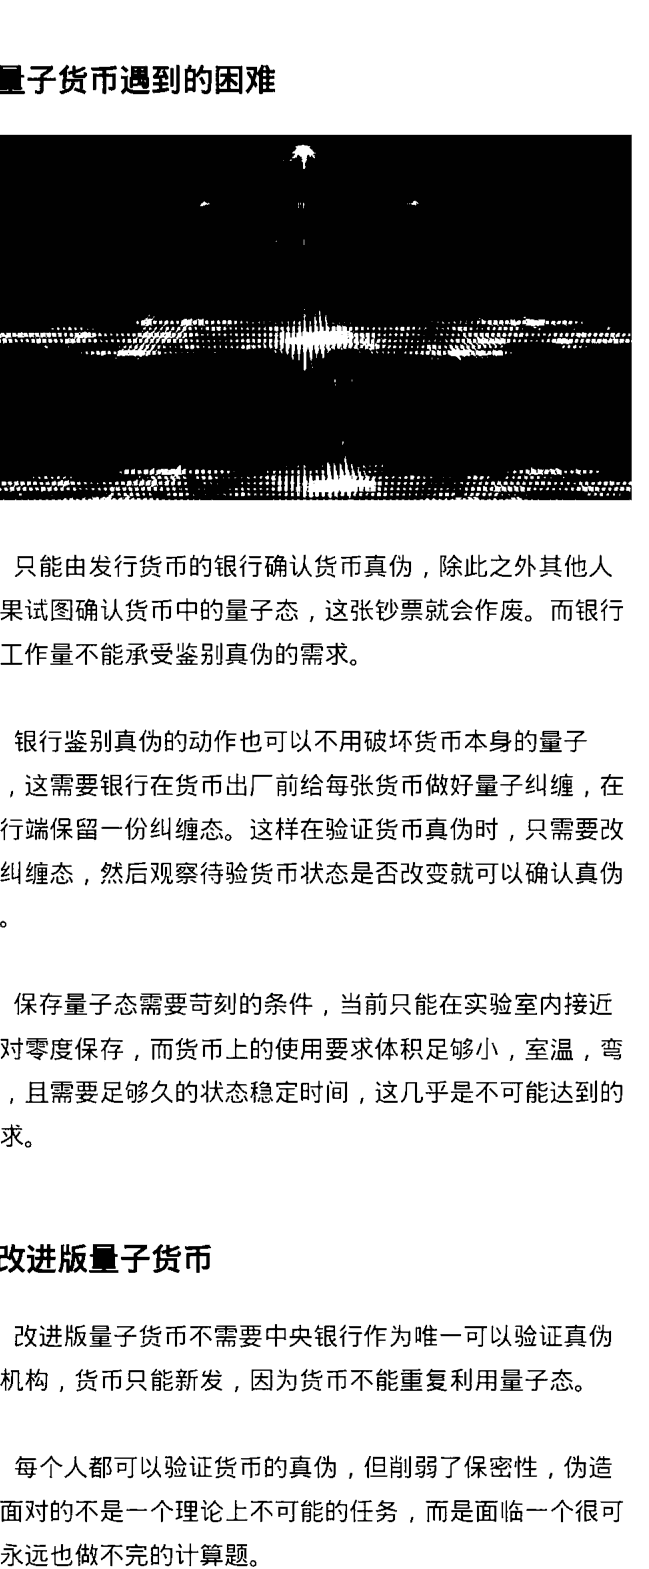 量子货币遇到的困难
只能由发行货币的银行确认货币真伪，除此之外其他人
果试图确认货币中的量子态，这张钞票就会作废。而银行
工作量不能承受鉴别真伪的需求。
银行鉴别真伪的动作也可以不用破坏货币本身的量子
，这需要银行在货币出厂前给每张货币做好量子纠缠，在
行端保留一份纠缠态。这样在验证货币真伪时，只需要改
纠缠态，然后观察待验货币状态是否改变就可以确认真伪
。
保存量子态需要苛刻的条件，当前只能在实验室内接近
对零度保存，而货币上的使用要求体积足够小，室温，弯
，且需要足够久的状态稳定时间，这几乎是不可能达到的
求。
改进版量子货币
改进版量子货币不需要中央银行作为唯一可以验证真伪
机构，货币只能新发，因为货币不能重复利用量子态。
每个人都可以验证货币的真伪，但削弱了保密性，伪造
面对的不是一个理论上不可能的任务，而是面临一个很可
永远也做不完的计算题。